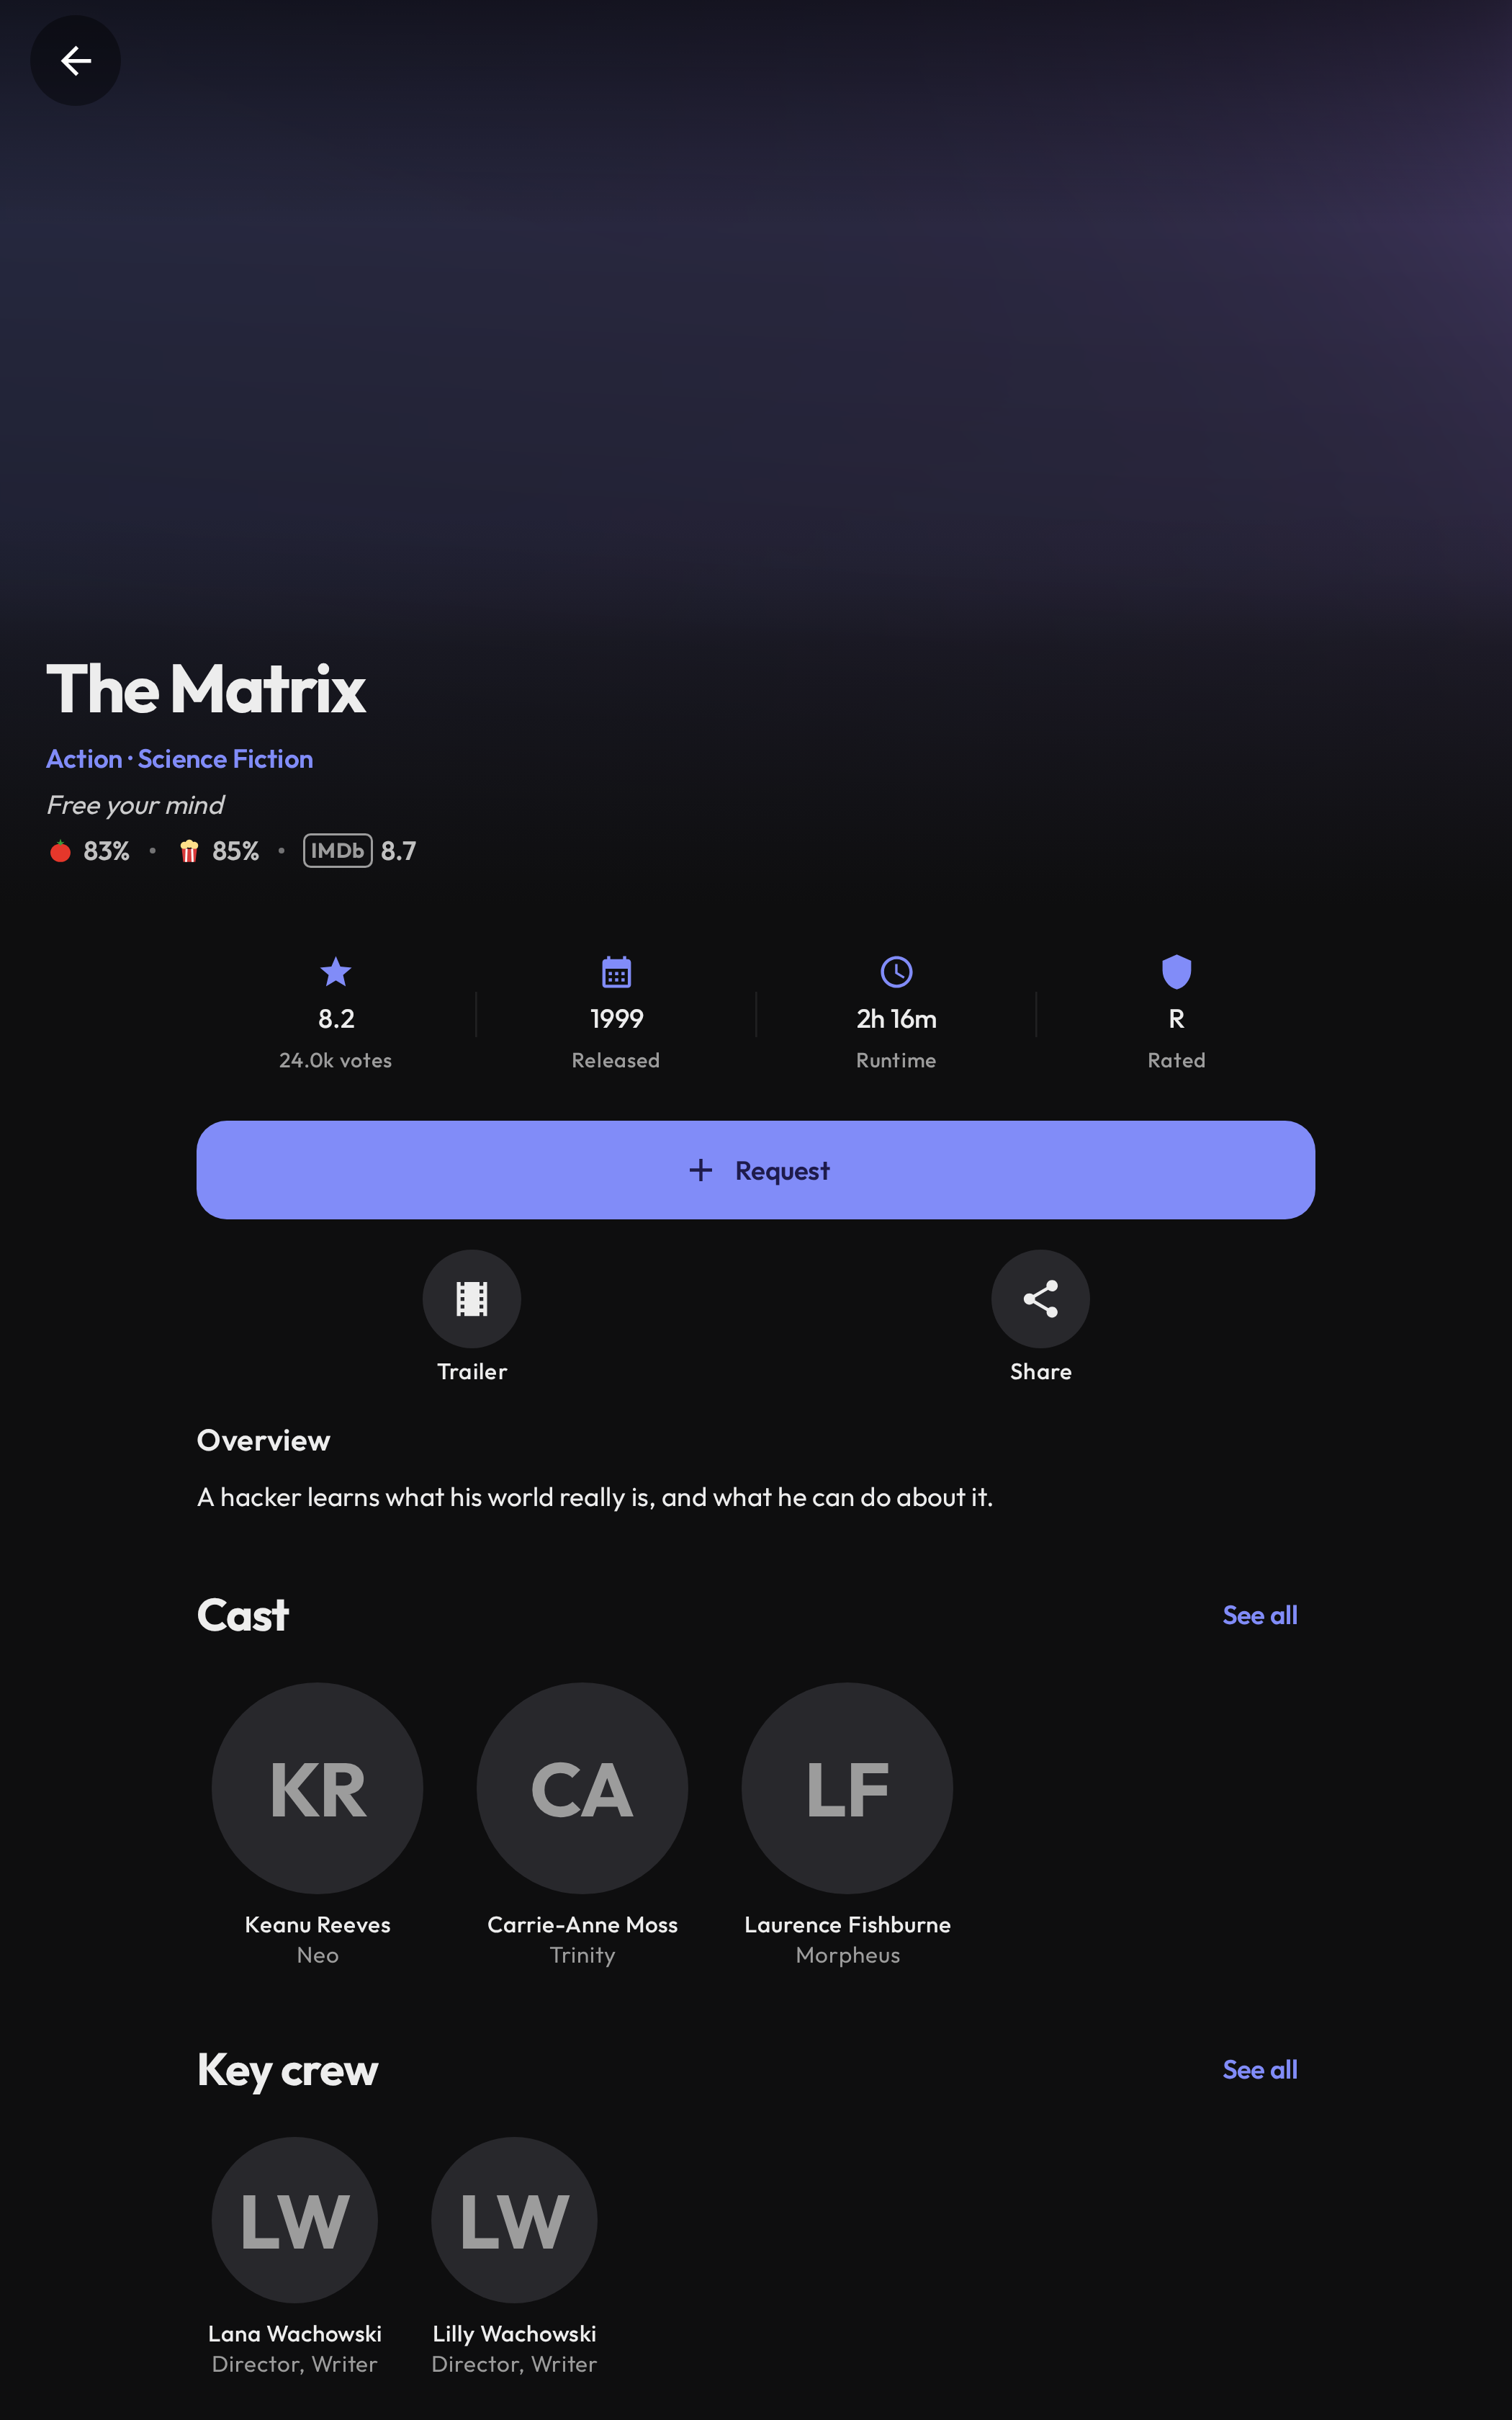 The Matrix
Action · Science Fiction
Free your mind
83% • 85% • IMDb 8.7
8.2 1999 2h 16m R
24.0k votes Released Runtime Rated
Request
Trailer Share
Overview
A hacker learns what his world really is, and what he can do about it.
Cast See all
KR CA LF
Keanu Reeves Carrie-Anne Moss Laurence Fishburne
Neo Trinity Morpheus
Key crew See all
LW LW
Lana Wachowski Lilly Wachowski
Director, Writer Director, Writer